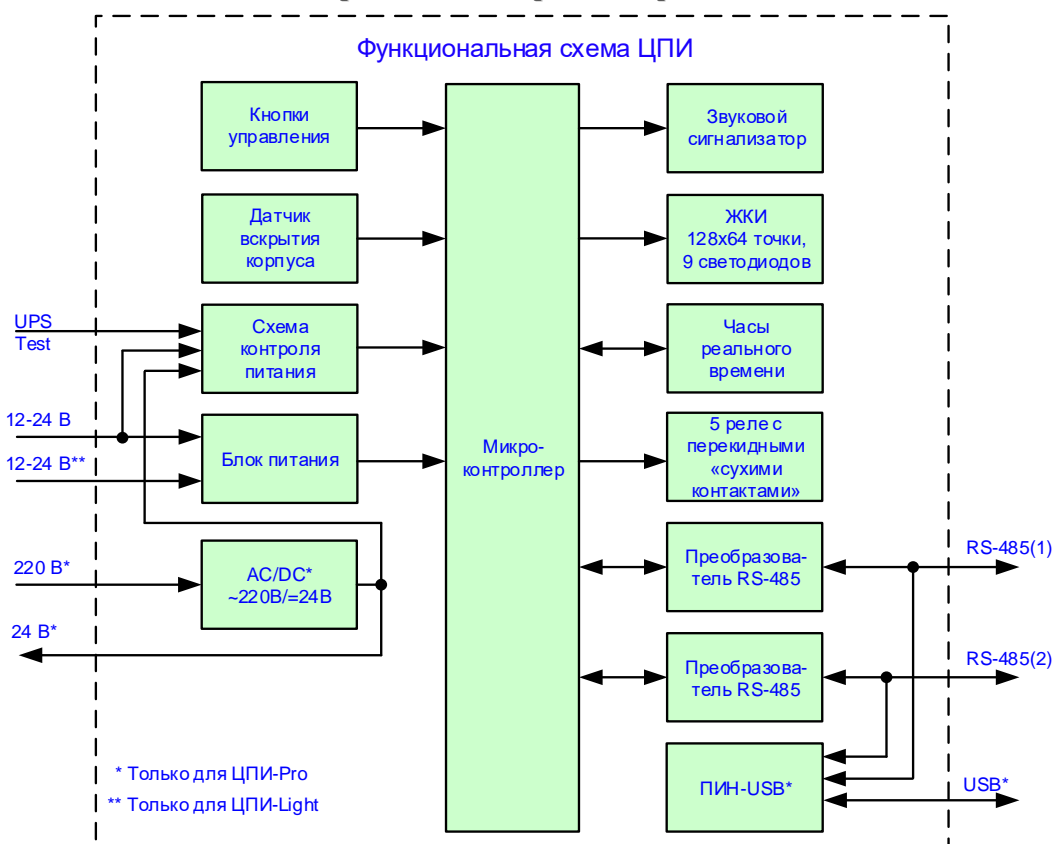 Функциональная схема ЦПИ
Кнопки
управления
Звуковой
сигнализатор
Датчик
вскрытия
корпуса
ЖКИ
128x64 точки,
9 светодиодов
UPS
Test
Схема
контроля
питания
Часы
реального
времени
12-24 В
12-24 В**
Блок питания
Микро-
контроллер
5 реле с
перекидными
«сухими
контактами»
220 В*
24 В*
AC/DC*
~220В/=24В
Преобразова-
тель RS-485
RS-485(1)
Преобразова-
тель RS-485
RS-485(2)
ПИН-USB*
USB*
* Только для ЦПИ-Pro
** Только для ЦПИ-Light